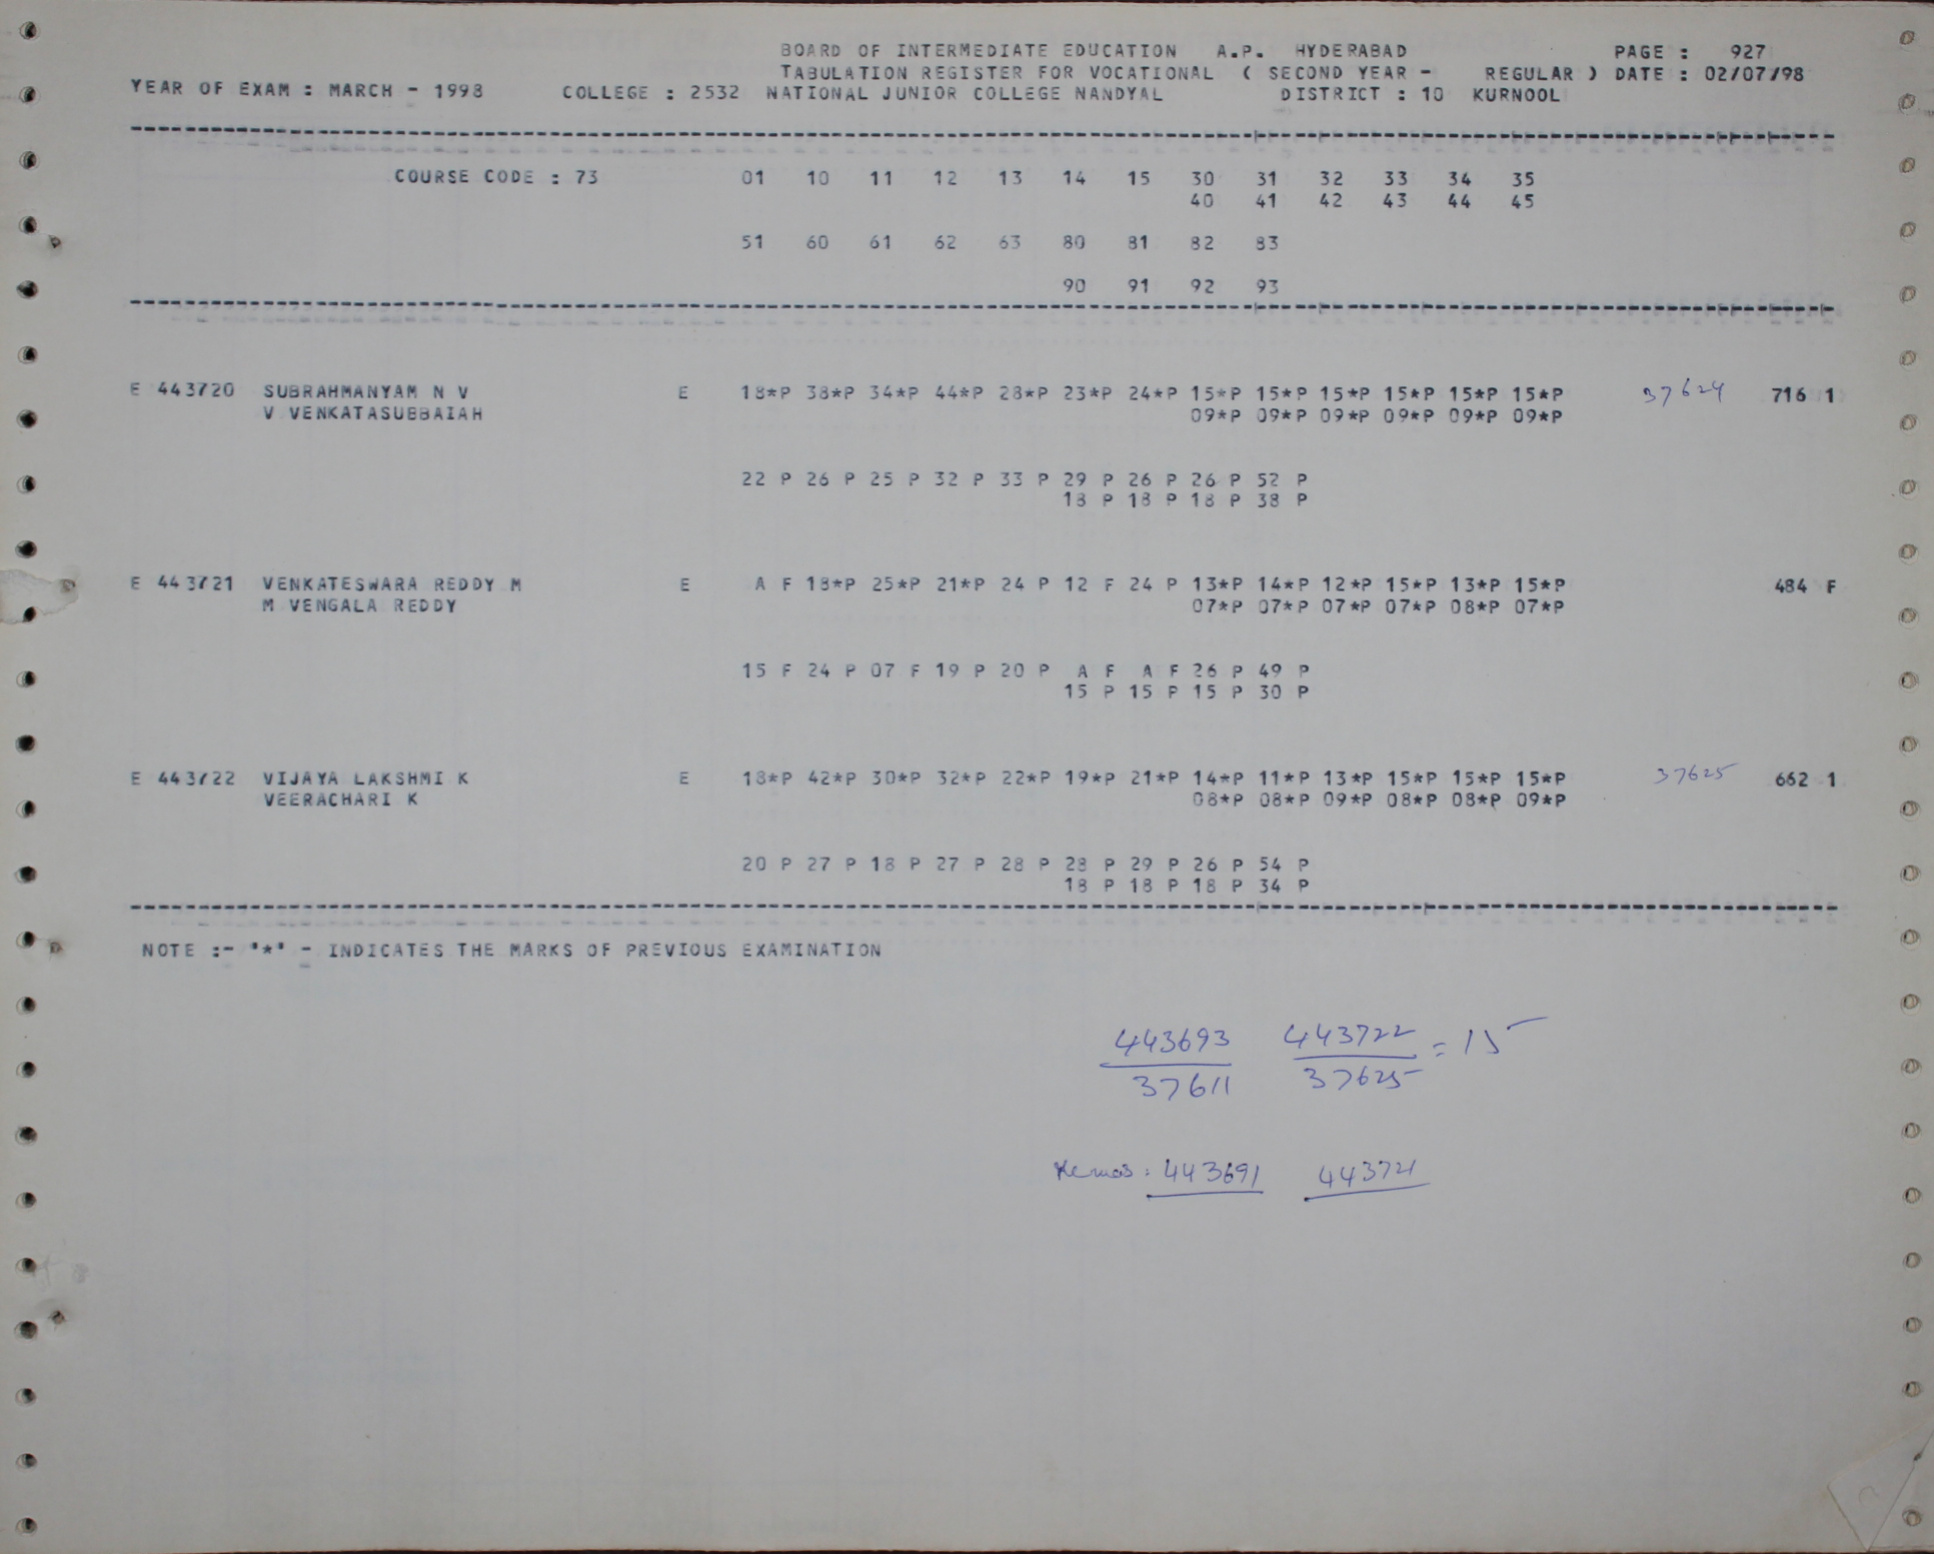 BOARD OF INTERMEDIATE EDUCATION A.P. HYDERABAD PAGE : 927
TABULATION REGISTER FOR VOCATIONAL ( SECOND YEAR - REGULAR ) DATE : 02/07/98
YEAR OF EXAM : MARCH - 1998 COLLEGE : 2532 NATIONAL JUNIOR COLLEGE NANDYAL DISTRICT : 10 KURNOOL
COURSE CODE : 73 01 10 11 12 13 14 15 30 31 32 33 34 35
40 41 42 43 44 45
51 60 61 62 63 80 81 82 83
90 91 92 93
E 443720 SUBRAHMANYAM N V E 18*P 38*P 34*P 44*P 28*P 23*P 24*P 15*P 15*P 15*P 15*P 15*P 15*P 37624 716 1
V VENKATASUBBAIAH 09*P 09*P 09*P 09*P 09*P 09*P
22 P 26 P 25 P 32 P 33 P 29 P 26 P 26 P 52 P
18 P 18 P 18 P 38 P
E 443721 VENKATESWARA REDDY M E A F 18*P 25*P 21*P 24 P 12 F 24 P 13*P 14*P 12*P 15*P 13*P 15*P 484 F
M VENGALA REDDY 07*P 07*P 07*P 07*P 08*P 07*P
15 F 24 P 07 F 19 P 20 P A F A F 26 P 49 P
15 P 15 P 15 P 30 P
E 443722 VIJAYA LAKSHMI K E 18*P 42*P 30*P 32*P 22*P 19*P 21*P 14*P 11*P 13*P 15*P 15*P 15*P 37625 662 1
VEERACHARI K 08*P 08*P 09*P 08*P 08*P 09*P
20 P 27 P 18 P 27 P 28 P 28 P 29 P 26 P 54 P
18 P 18 P 18 P 34 P
NOTE :- '*' - INDICATES THE MARKS OF PREVIOUS EXAMINATION
443693 443722 = 15
37611 37625
443691 443721